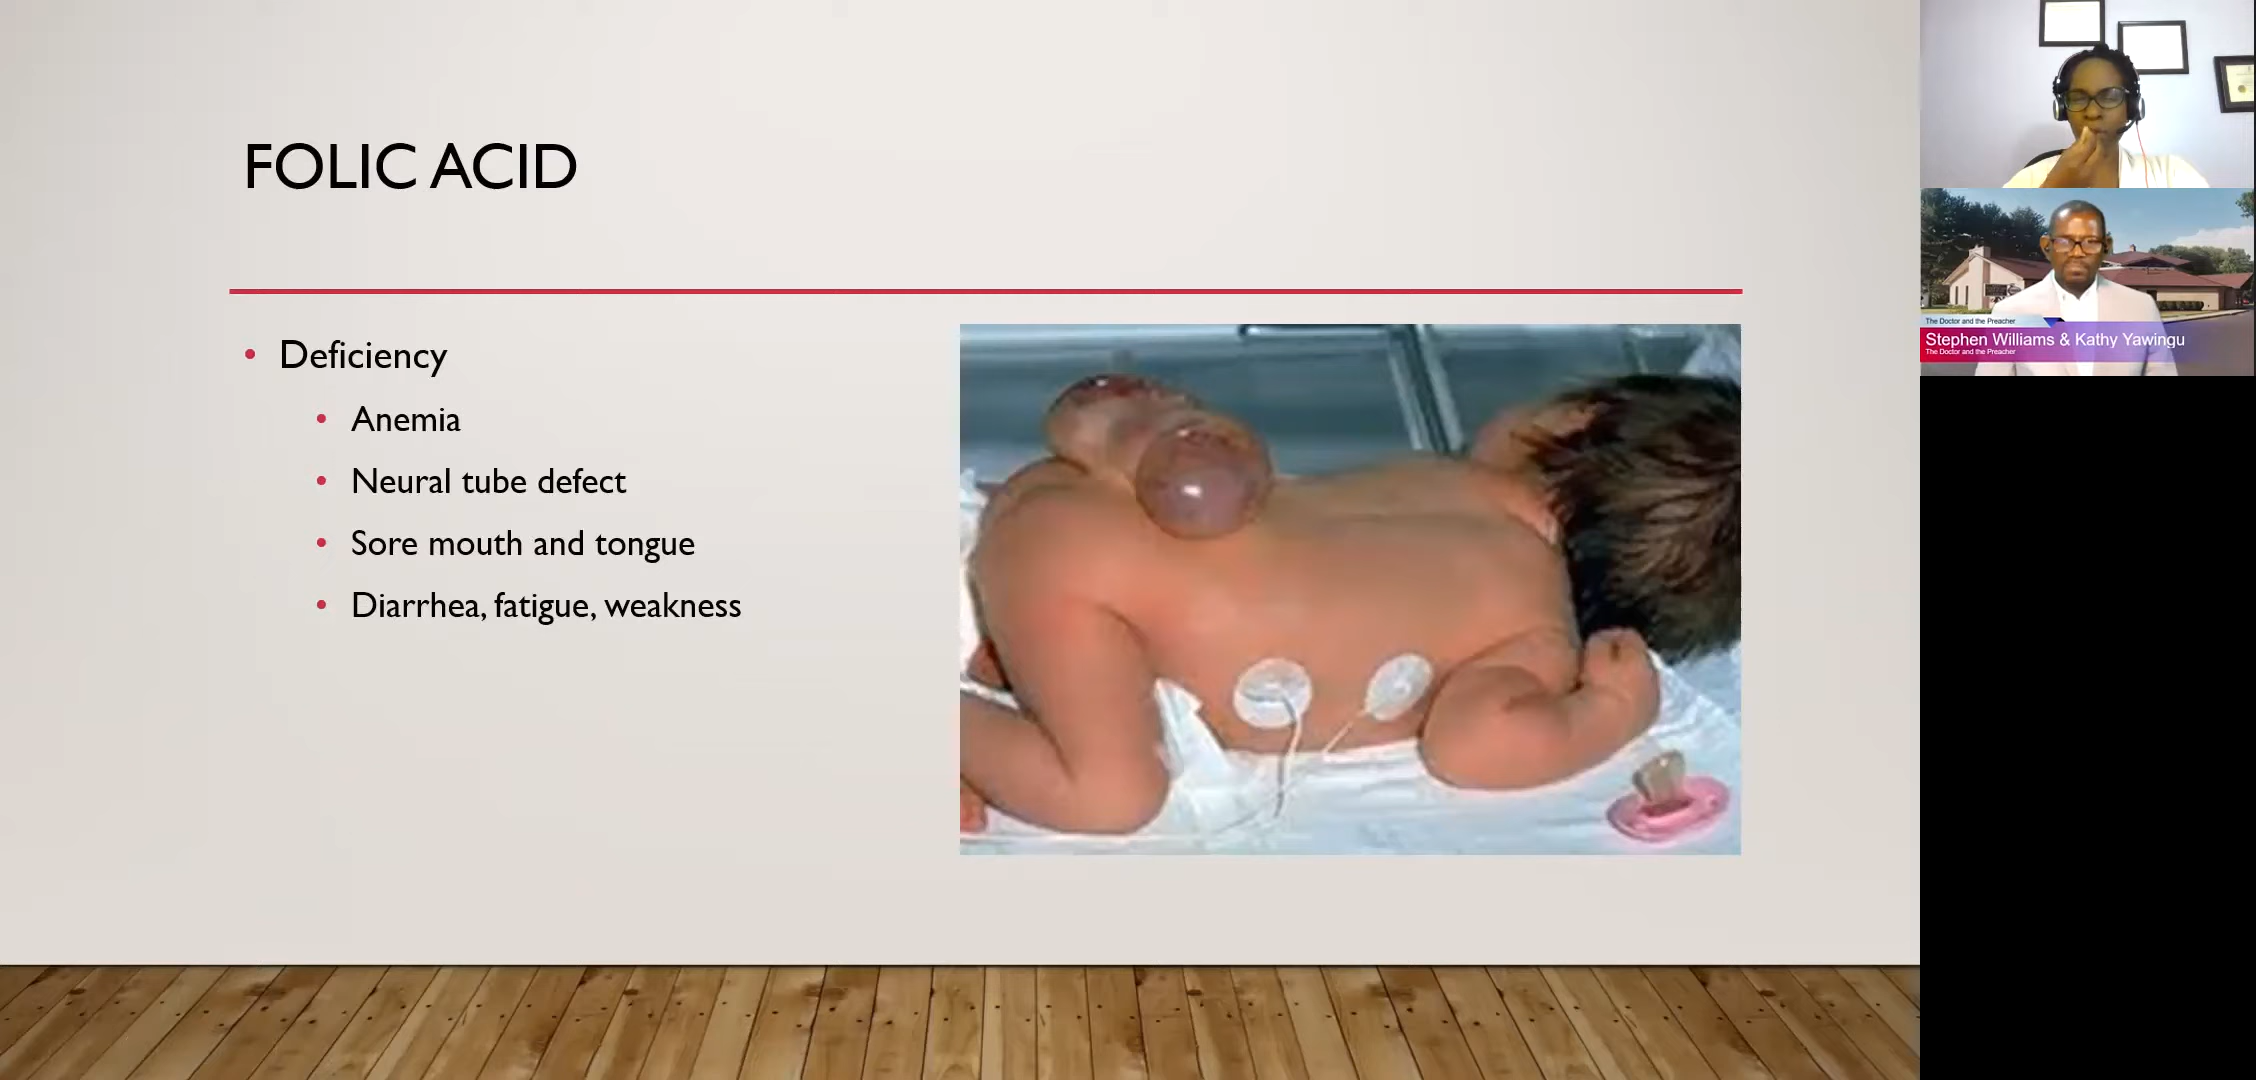 FOLIC ACID
• Deficiency
• Anemia
• Neural tube defect
• Sore mouth and tongue
• Diarrhea, fatigue, weakness
The Doctor and the Preacher
Stephen Williams & Kathy Yawingu
The Doctor and the Preacher